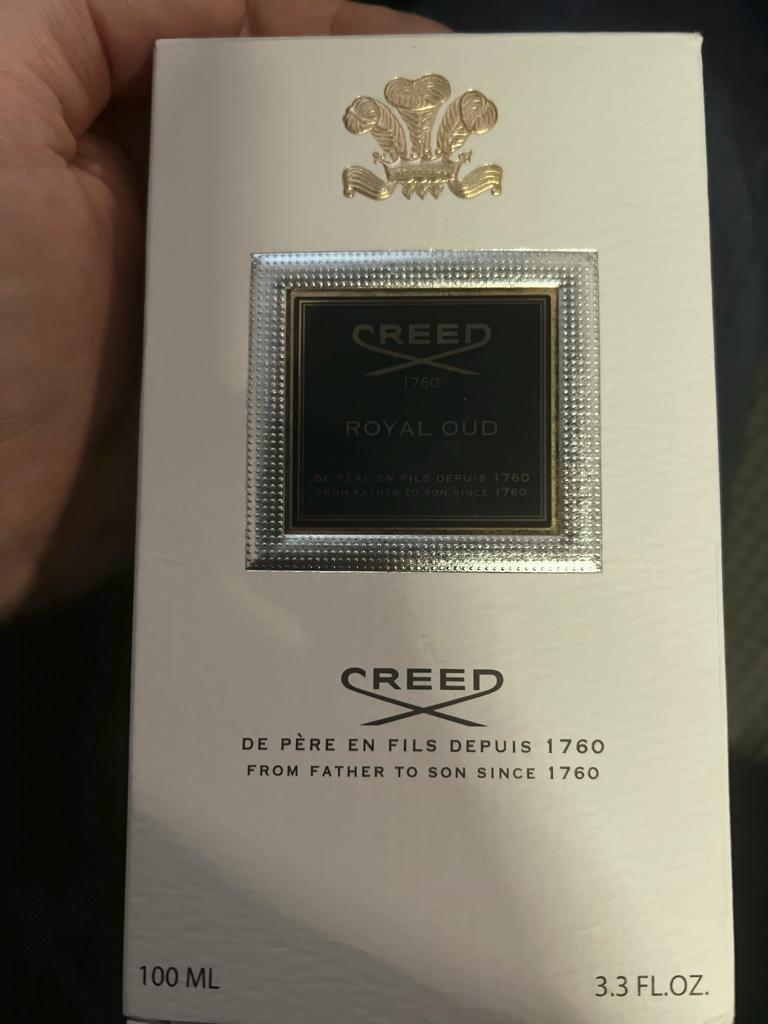 CREED
1760
ROYAL OUD
DE PÈRE EN FILS DEPUIS 1760
FROM FATHER TO SON SINCE 1760
CREED
DE PÈRE EN FILS DEPUIS 1760
FROM FATHER TO SON SINCE 1760
100 ML
3.3 FL.OZ.